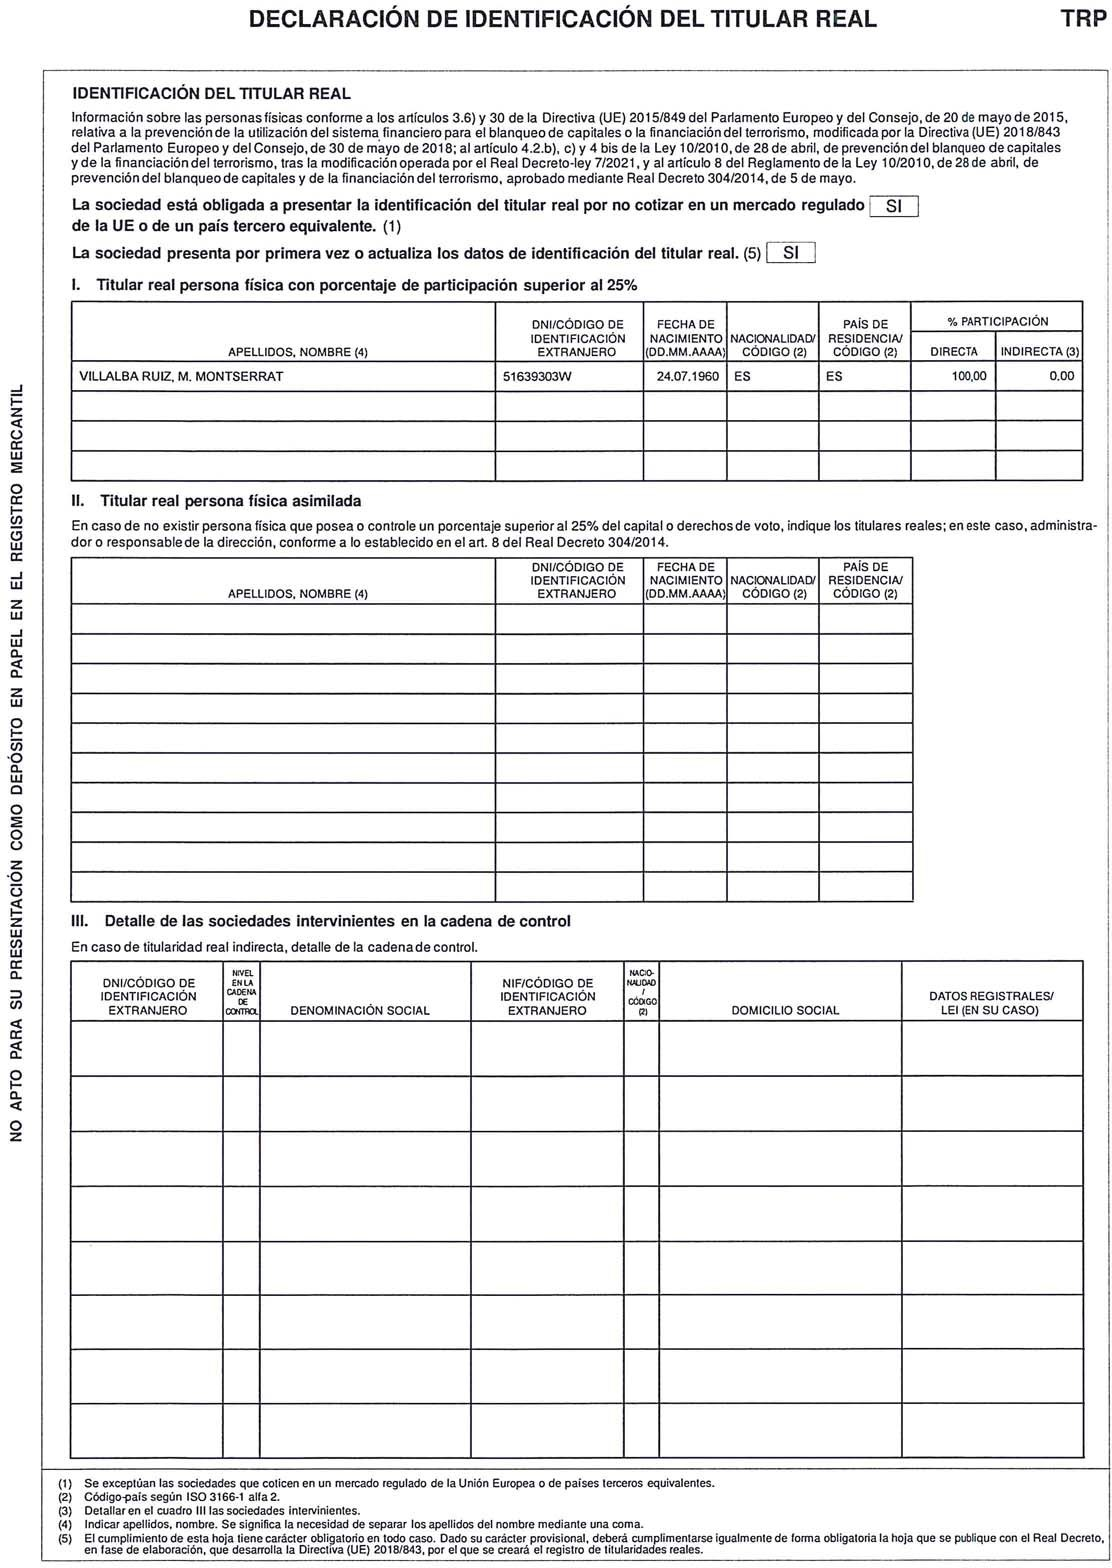 DECLARACIÓN DE IDENTIFICACIÓN DEL TITULAR REAL TRP
IDENTIFICACIÓN DEL TITULAR REAL
Información sobre las personas físicas conforme a los artículos 3.6) y 30 de la Directiva (UE) 2015/849 del Parlamento Europeo y del Consejo, de 20 de mayo de 2015,
relativa a la prevención de la utilización del sistema financiero para el blanqueo de capitales o la financiación del terrorismo, modificada por la Directiva (UE) 2018/843
del Parlamento Europeo y del Consejo, de 30 de mayo de 2018; al artículo 4.2.b), c) y 4 bis de la Ley 10/2010, de 28 de abril, de prevención del blanqueo de capitales
y de la financiación del terrorismo, tras la modificación operada por el Real Decreto-ley 7/2021, y al artículo 8 del Reglamento de la Ley 10/2010, de 28 de abril, de
prevención del blanqueo de capitales y de la financiación del terrorismo, aprobado mediante Real Decreto 304/2014, de 5 de mayo.
La sociedad está obligada a presentar la identificación del titular real por no cotizar en un mercado regulado SI
de la UE o de un país tercero equivalente. (1)
La sociedad presenta por primera vez o actualiza los datos de identificación del titular real. (5) SI
I. Titular real persona física con porcentaje de participación superior al 25%
APELLIDOS, NOMBRE (4)
DNI/CÓDIGO DE
IDENTIFICACIÓN
EXTRANJERO
FECHA DE
NACIMIENTO
(DD.MM.AAAA)
NACIONALIDAD/
CÓDIGO (2)
PAÍS DE
RESIDENCIA/
CÓDIGO (2)
% PARTICIPACIÓN
DIRECTA INDIRECTA (3)
VILLALBA RUIZ, M. MONTSERRAT 51639303W 24.07.1960 ES ES 100,00 0.00
II. Titular real persona física asimilada
En caso de no existir persona física que posea o controle un porcentaje superior al 25% del capital o derechos de voto, indique los titulares reales; en este caso, administra-
dor o responsable de la dirección, conforme a lo establecido en el art. 8 del Real Decreto 304/2014.
APELLIDOS, NOMBRE (4)
DNI/CÓDIGO DE
IDENTIFICACIÓN
EXTRANJERO
FECHA DE
NACIMIENTO
(DD.MM.AAAA)
NACIONALIDAD/
CÓDIGO (2)
PAÍS DE
RESIDENCIA/
CÓDIGO (2)
III. Detalle de las sociedades intervinientes en la cadena de control
En caso de titularidad real indirecta, detalle de la cadena de control.
DNI/CÓDIGO DE
IDENTIFICACIÓN
EXTRANJERO
NIVEL
EN LA
CADENA
DE
CONTROL
DENOMINACIÓN SOCIAL
NIF/CÓDIGO DE
IDENTIFICACIÓN
EXTRANJERO
NACIO-
NALIDAD
/
CÓDIGO
(2)
DOMICILIO SOCIAL
DATOS REGISTRALES/
LEI (EN SU CASO)
(1) Se exceptúan las sociedades que coticen en un mercado regulado de la Unión Europea o de países terceros equivalentes.
(2) Código-país según ISO 3166-1 alfa 2.
(3) Detallar en el cuadro III las sociedades intervinientes.
(4) Indicar apellidos, nombre. Se significa la necesidad de separar los apellidos del nombre mediante una coma.
(5) El cumplimiento de esta hoja tiene carácter obligatorio en todo caso. Dado su carácter provisional, deberá cumplimentarse igualmente de forma obligatoria la hoja que se publique con el Real Decreto,
en fase de elaboración, que desarrolla la Directiva (UE) 2018/843, por el que se creará el registro de titularidades reales.
NO APTO PARA SU PRESENTACIÓN COMO DEPÓSITO EN PAPEL EN EL REGISTRO MERCANTIL